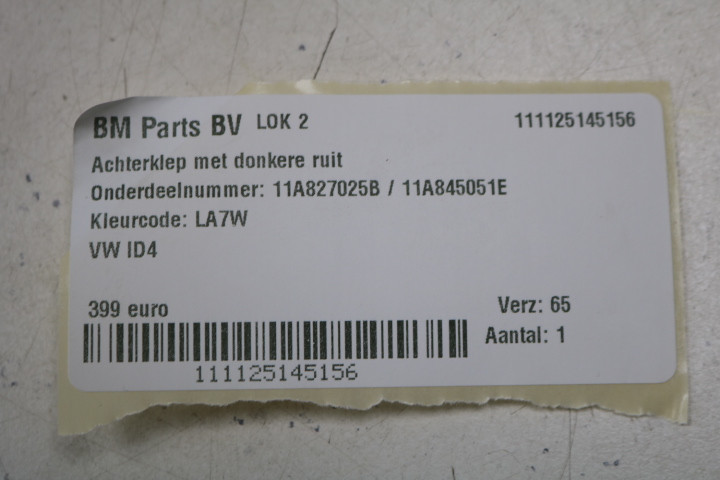 BM Parts BV LOK 2 111125145156
Achterklep met donkere ruit
Onderdeelnummer: 11A827025B / 11A845051E
Kleurcode: LA7W
VW ID4
399 euro Verz: 65
Aantal: 1
111125145156